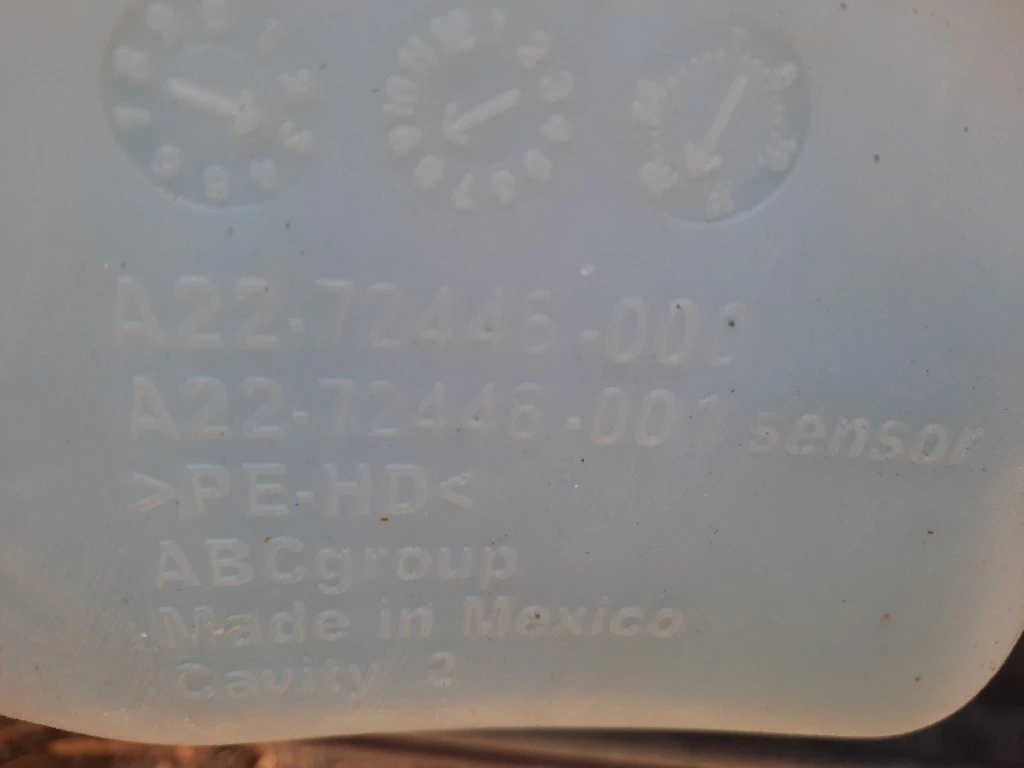 A22-72446-000
A22-72446-001 sensor
>PE-HD<
ABCgroup
Made in Mexico
Cavity 2